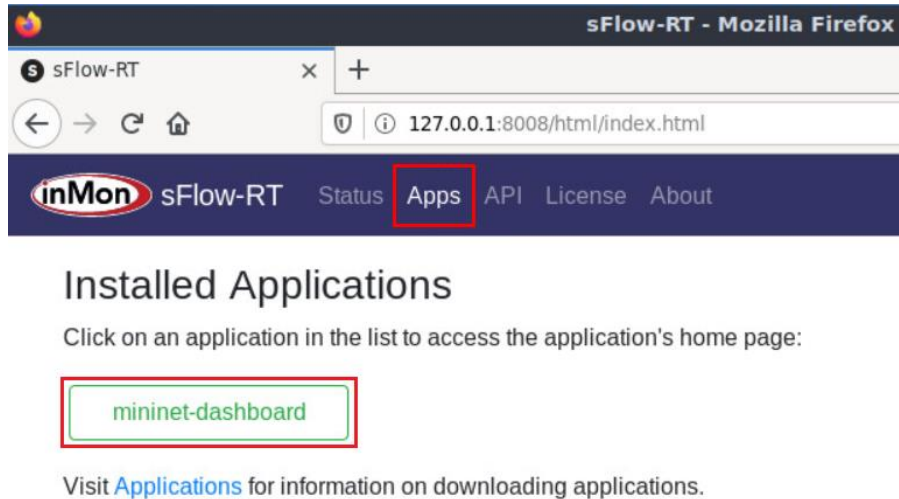 sFlow-RT - Mozilla Firefox
S sFlow-RT × +
127.0.0.1:8008/html/index.html
inMon sFlow-RT Status Apps API License About
Installed Applications
Click on an application in the list to access the application's home page:
mininet-dashboard
Visit Applications for information on downloading applications.